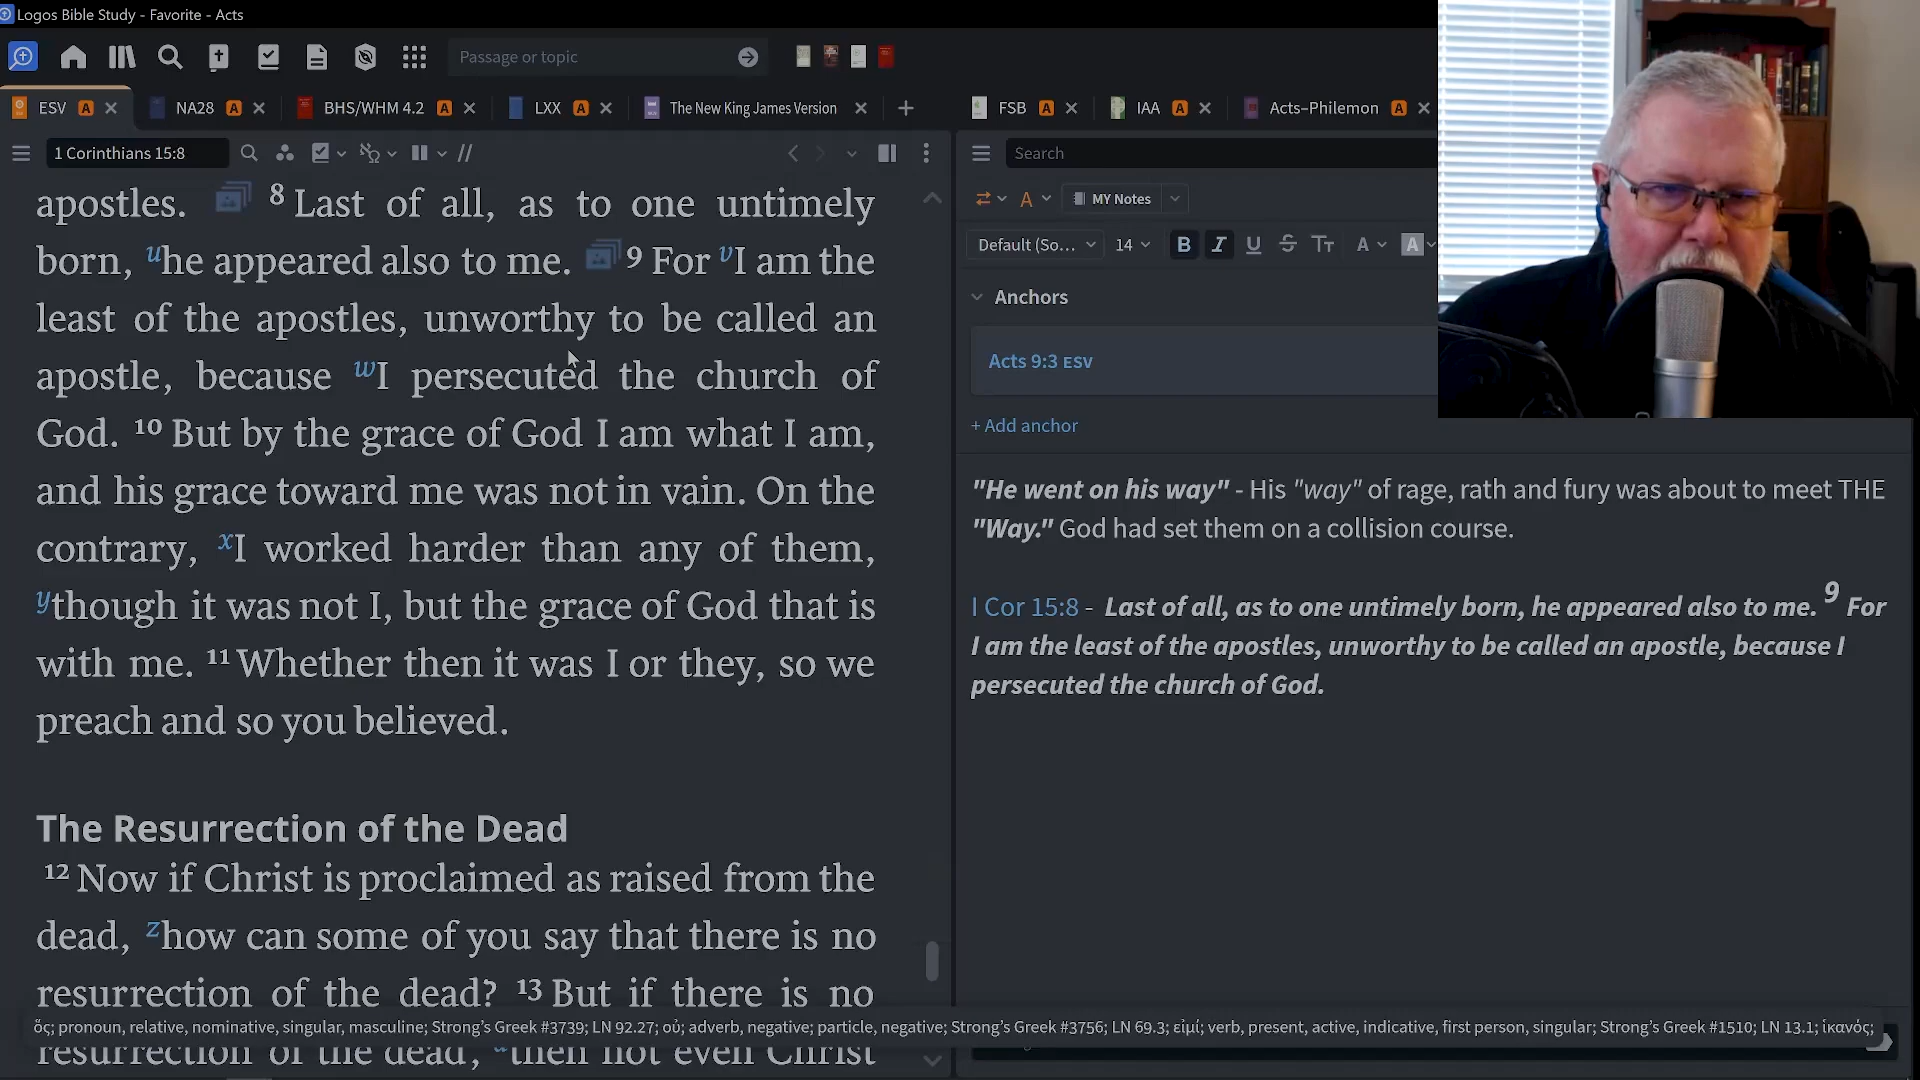 Logos Bible Study - Favorite - Acts
Passage or topic
ESV A
NA28 A
BHS/WHM 4.2 A
LXX A
The New King James Version
FSB A
IAA A
Acts–Philemon A
1 Corinthians 15:8
apostles. 8 Last of all, as to one untimely
born, u he appeared also to me. 9 For v I am the
least of the apostles, unworthy to be called an
apostle, because w I persecuted the church of
God. 10 But by the grace of God I am what I am,
and his grace toward me was not in vain. On the
contrary, x I worked harder than any of them,
y though it was not I, but the grace of God that is
with me. 11 Whether then it was I or they, so we
preach and so you believed.
The Resurrection of the Dead
12 Now if Christ is proclaimed as raised from the
dead, z how can some of you say that there is no
resurrection of the dead? 13 But if there is no
resurrection of the dead, a then not even Christ
Search
A MY Notes
Default (So... 14 B I U S TT A A
Anchors
Acts 9:3 ESV
+ Add anchor
"He went on his way" - His "way" of rage, rath and fury was about to meet THE
"Way." God had set them on a collision course.
I Cor 15:8 - Last of all, as to one untimely born, he appeared also to me. 9 For
I am the least of the apostles, unworthy to be called an apostle, because I
persecuted the church of God.
ὅς; pronoun, relative, nominative, singular, masculine; Strong's Greek #3739; LN 92.27; οὐ; adverb, negative; particle, negative; Strong's Greek #3756; LN 69.3; εἰμί; verb, present, active, indicative, first person, singular; Strong's Greek #1510; LN 13.1; ἱκανός;